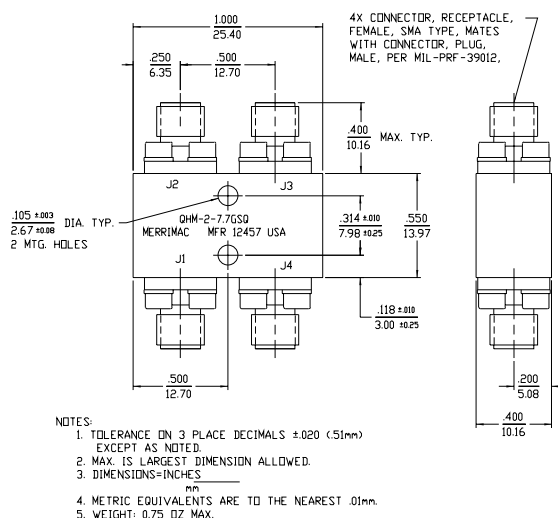 1.000
25.40
4X CONNECTOR, RECEPTACLE,
FEMALE, SMA TYPE, MATES
WITH CONNECTOR, PLUG,
MALE, PER MIL-PRF-39012,
.250
6.35
.500
12.70
.400
10.16
MAX. TYP.
J2
J3
.105 ±.003
2.67 ±0.08
DIA. TYP.
2 MTG. HOLES
QHM-2-7.7GSQ
MERRIMAC MFR 12457 USA
.314 ±.010
7.98 ±0.25
.550
13.97
J1
J4
.118 ±.010
3.00 ±0.25
.500
12.70
.200
5.08
.400
10.16
NOTES:
1. TOLERANCE ON 3 PLACE DECIMALS ±.020 (.51mm)
EXCEPT AS NOTED.
2. MAX. IS LARGEST DIMENSION ALLOWED.
3. DIMENSIONS=INCHES
mm
4. METRIC EQUIVALENTS ARE TO THE NEAREST .01mm.
5. WEIGHT: 0.75 OZ MAX.